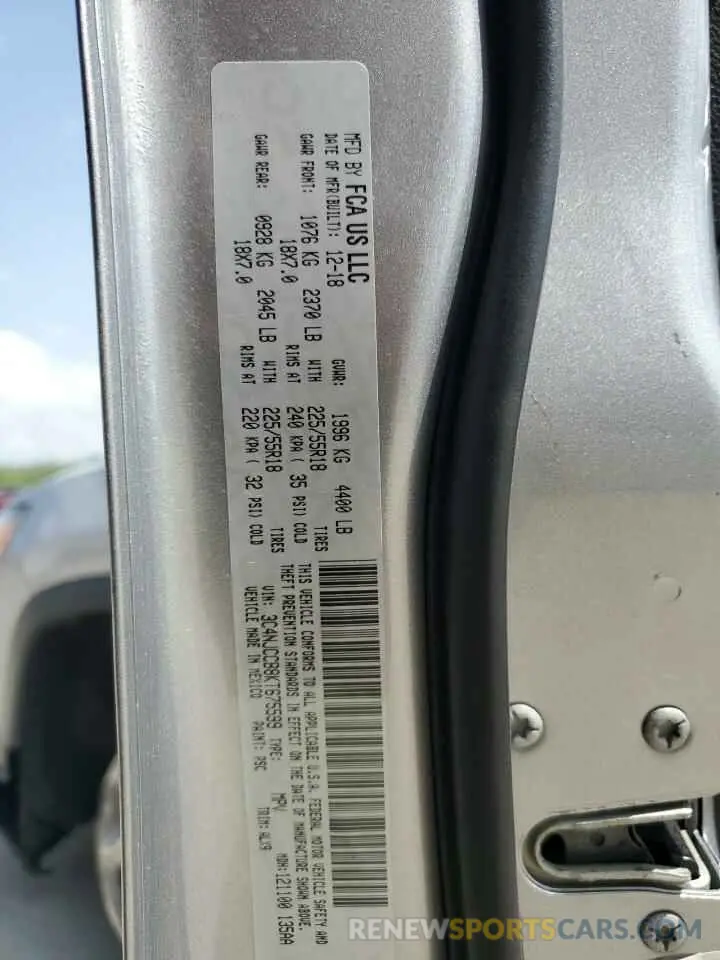 MFD BY FCA US LLC
DATE OF MFR(BUILT): 12-18 GVWR: 1996 KG 4400 LB
GAWR FRONT: 1076 KG 2370 LB WITH 225/55R18 TIRES
18X7.0 RIMS AT 240 KPA ( 35 PSI) COLD
GAWR REAR: 0928 KG 2045 LB WITH 225/55R18 TIRES
18X7.0 RIMS AT 220 KPA ( 32 PSI) COLD
THIS VEHICLE CONFORMS TO ALL APPLICABLE U.S.A. FEDERAL MOTOR VEHICLE SAFETY AND
THEFT PREVENTION STANDARDS IN EFFECT ON THE DATE OF MANUFACTURE SHOWN ABOVE.
VIN: 3C4NJCCB8KT675599 TYPE: MPV MDH:121100 135AA
VEHICLE MADE IN MEXICO PAINT: PSC TRIM: ALX9
RENEWSPORTSCARS.COM